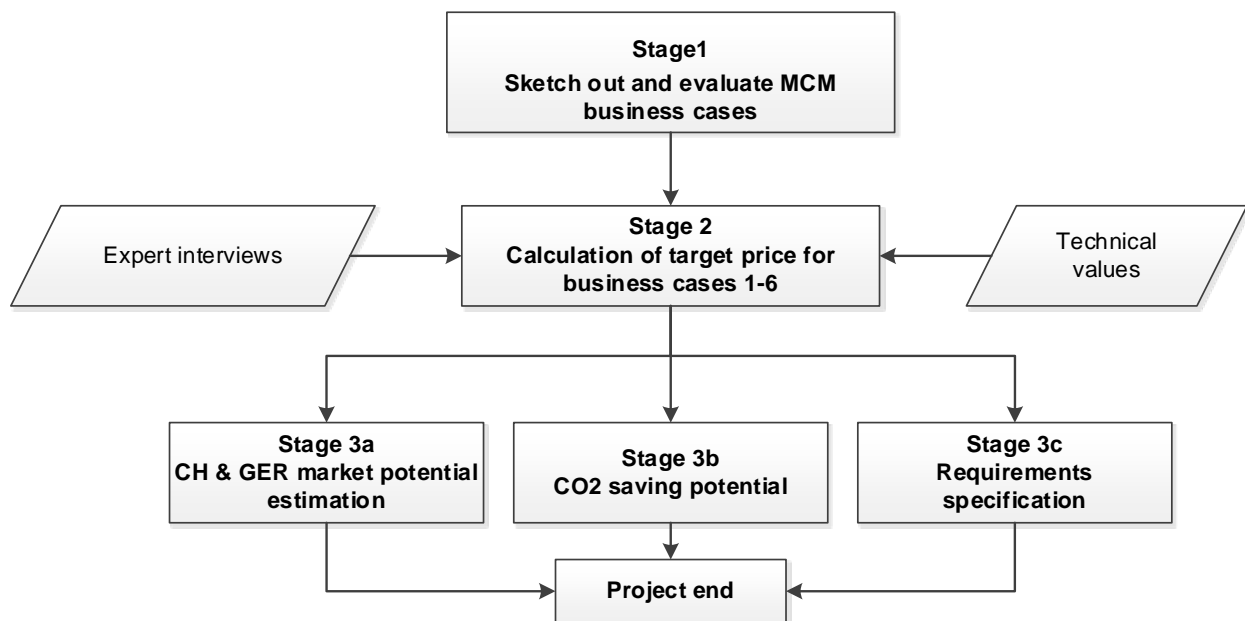 Stage1
Sketch out and evaluate MCM
business cases
Expert interviews
Stage 2
Calculation of target price for
business cases 1-6
Technical
values
Stage 3a
CH & GER market potential
estimation
Stage 3b
CO2 saving potential
Stage 3c
Requirements
specification
Project end